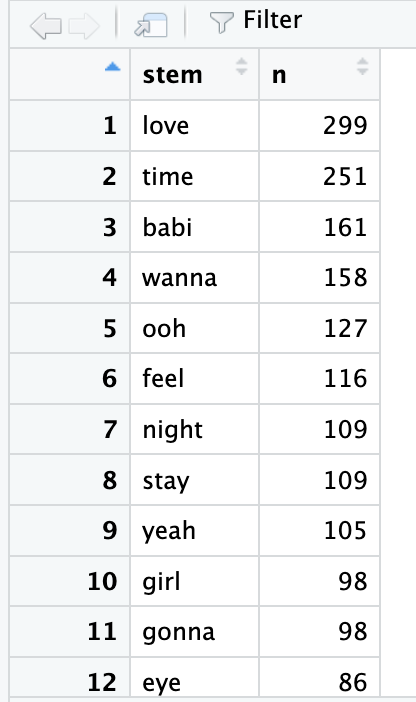 Filter
stem n
1 love 299
2 time 251
3 babi 161
4 wanna 158
5 ooh 127
6 feel 116
7 night 109
8 stay 109
9 yeah 105
10 girl 98
11 gonna 98
12 eye 86